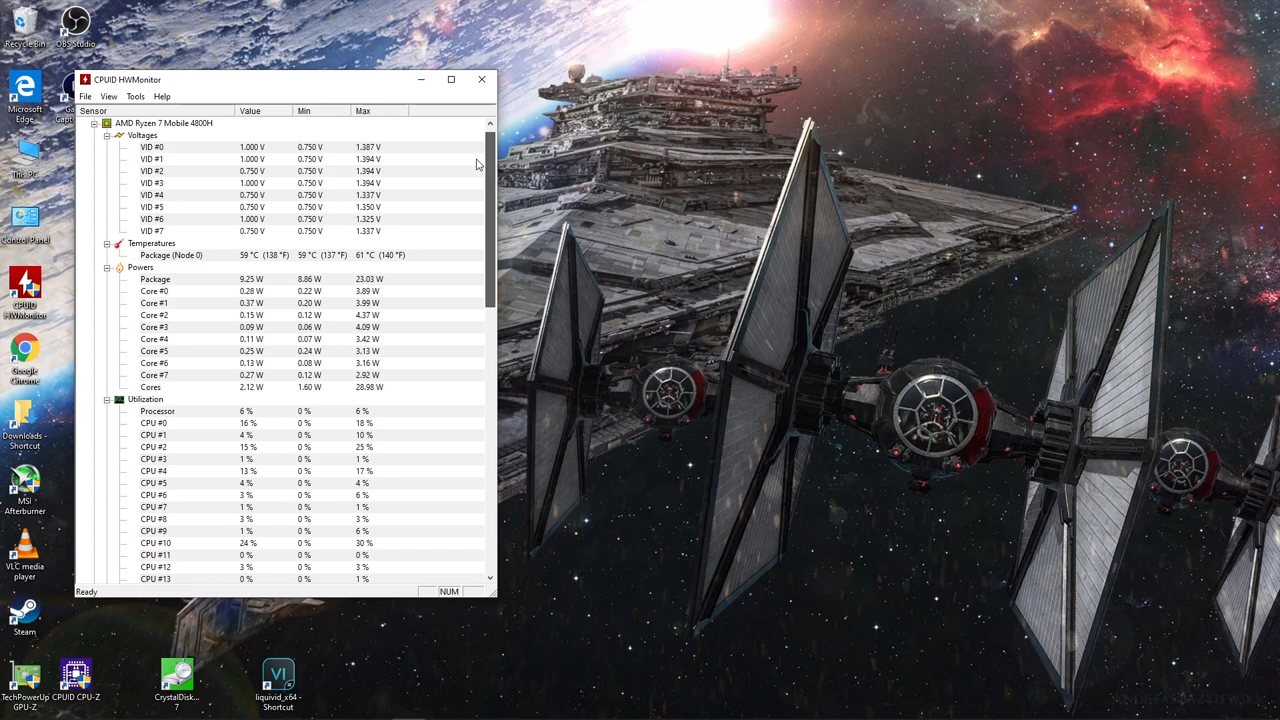 Recycle Bin
OBS Studio
CPUID HWMonitor
File View Tools Help
Sensor Value Min Max
AMD Ryzen 7 Mobile 4800H
Voltages
VID #0 1.000 V 0.750 V 1.387 V
VID #1 1.000 V 0.750 V 1.394 V
VID #2 0.750 V 0.750 V 1.394 V
VID #3 1.000 V 0.750 V 1.394 V
VID #4 0.750 V 0.750 V 1.337 V
VID #5 0.750 V 0.750 V 1.350 V
VID #6 1.000 V 0.750 V 1.325 V
VID #7 0.750 V 0.750 V 1.337 V
Temperatures
Package (Node 0) 59 °C (138 °F) 59 °C (137 °F) 61 °C (140 °F)
Powers
Package 9.25 W 8.86 W 23.03 W
Core #0 0.28 W 0.22 W 3.89 W
Core #1 0.37 W 0.20 W 3.99 W
Core #2 0.15 W 0.12 W 4.37 W
Core #3 0.09 W 0.06 W 4.09 W
Core #4 0.11 W 0.07 W 3.42 W
Core #5 0.25 W 0.24 W 3.13 W
Core #6 0.13 W 0.08 W 3.16 W
Core #7 0.27 W 0.12 W 2.92 W
Cores 2.12 W 1.60 W 28.98 W
Utilization
Processor 6 % 0 % 6 %
CPU #0 16 % 0 % 18 %
CPU #1 4 % 0 % 10 %
CPU #2 15 % 0 % 25 %
CPU #3 1 % 0 % 1 %
CPU #4 13 % 0 % 17 %
CPU #5 4 % 0 % 4 %
CPU #6 3 % 0 % 6 %
CPU #7 1 % 0 % 1 %
CPU #8 3 % 0 % 3 %
CPU #9 1 % 0 % 6 %
CPU #10 24 % 0 % 30 %
CPU #11 0 % 0 % 0 %
CPU #12 3 % 0 % 3 %
CPU #13 0 % 0 % 1 %
Ready NUM
Microsoft
Edge
Ga
Capt
This PC
Control Panel
CPUID
HWMonitor
Google
Chrome
Downloads -
Shortcut
MSI
Afterburner
VLC media
player
Steam
TechPowerUp
GPU-Z
CPUID CPU-Z
CrystalDisk...
7
VI
liquivid_x64 -
Shortcut